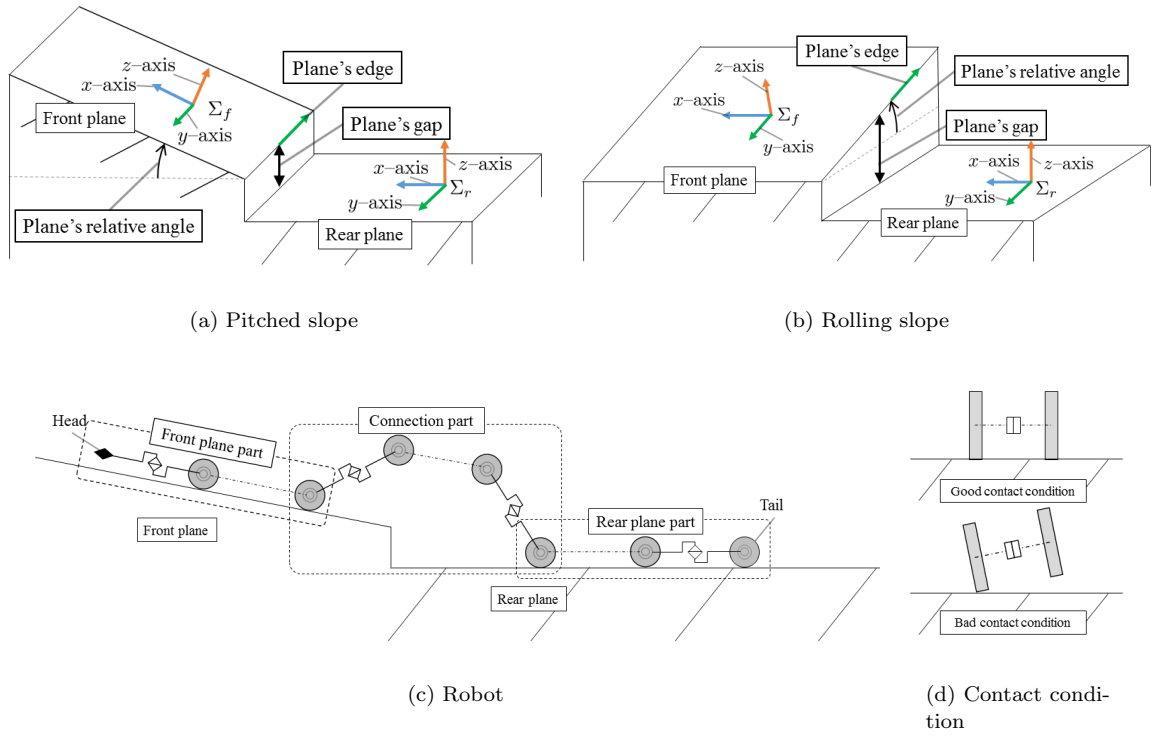 z–axis
x–axis
Σf
Front plane
y–axis
Plane's edge
Plane's gap
x–axis
z–axis
Σr
y–axis
Plane's relative angle
Rear plane
(a) Pitched slope
Plane's edge
z–axis
Plane's relative angle
x–axis
Σf
y–axis
Plane's gap
Front plane
x–axis
z–axis
Σr
y–axis
Rear plane
(b) Rolling slope
Head
Front plane part
Connection part
Front plane
Rear plane part
Tail
Rear plane
(c) Robot
Good contact condition
Bad contact condition
(d) Contact condi-
tion